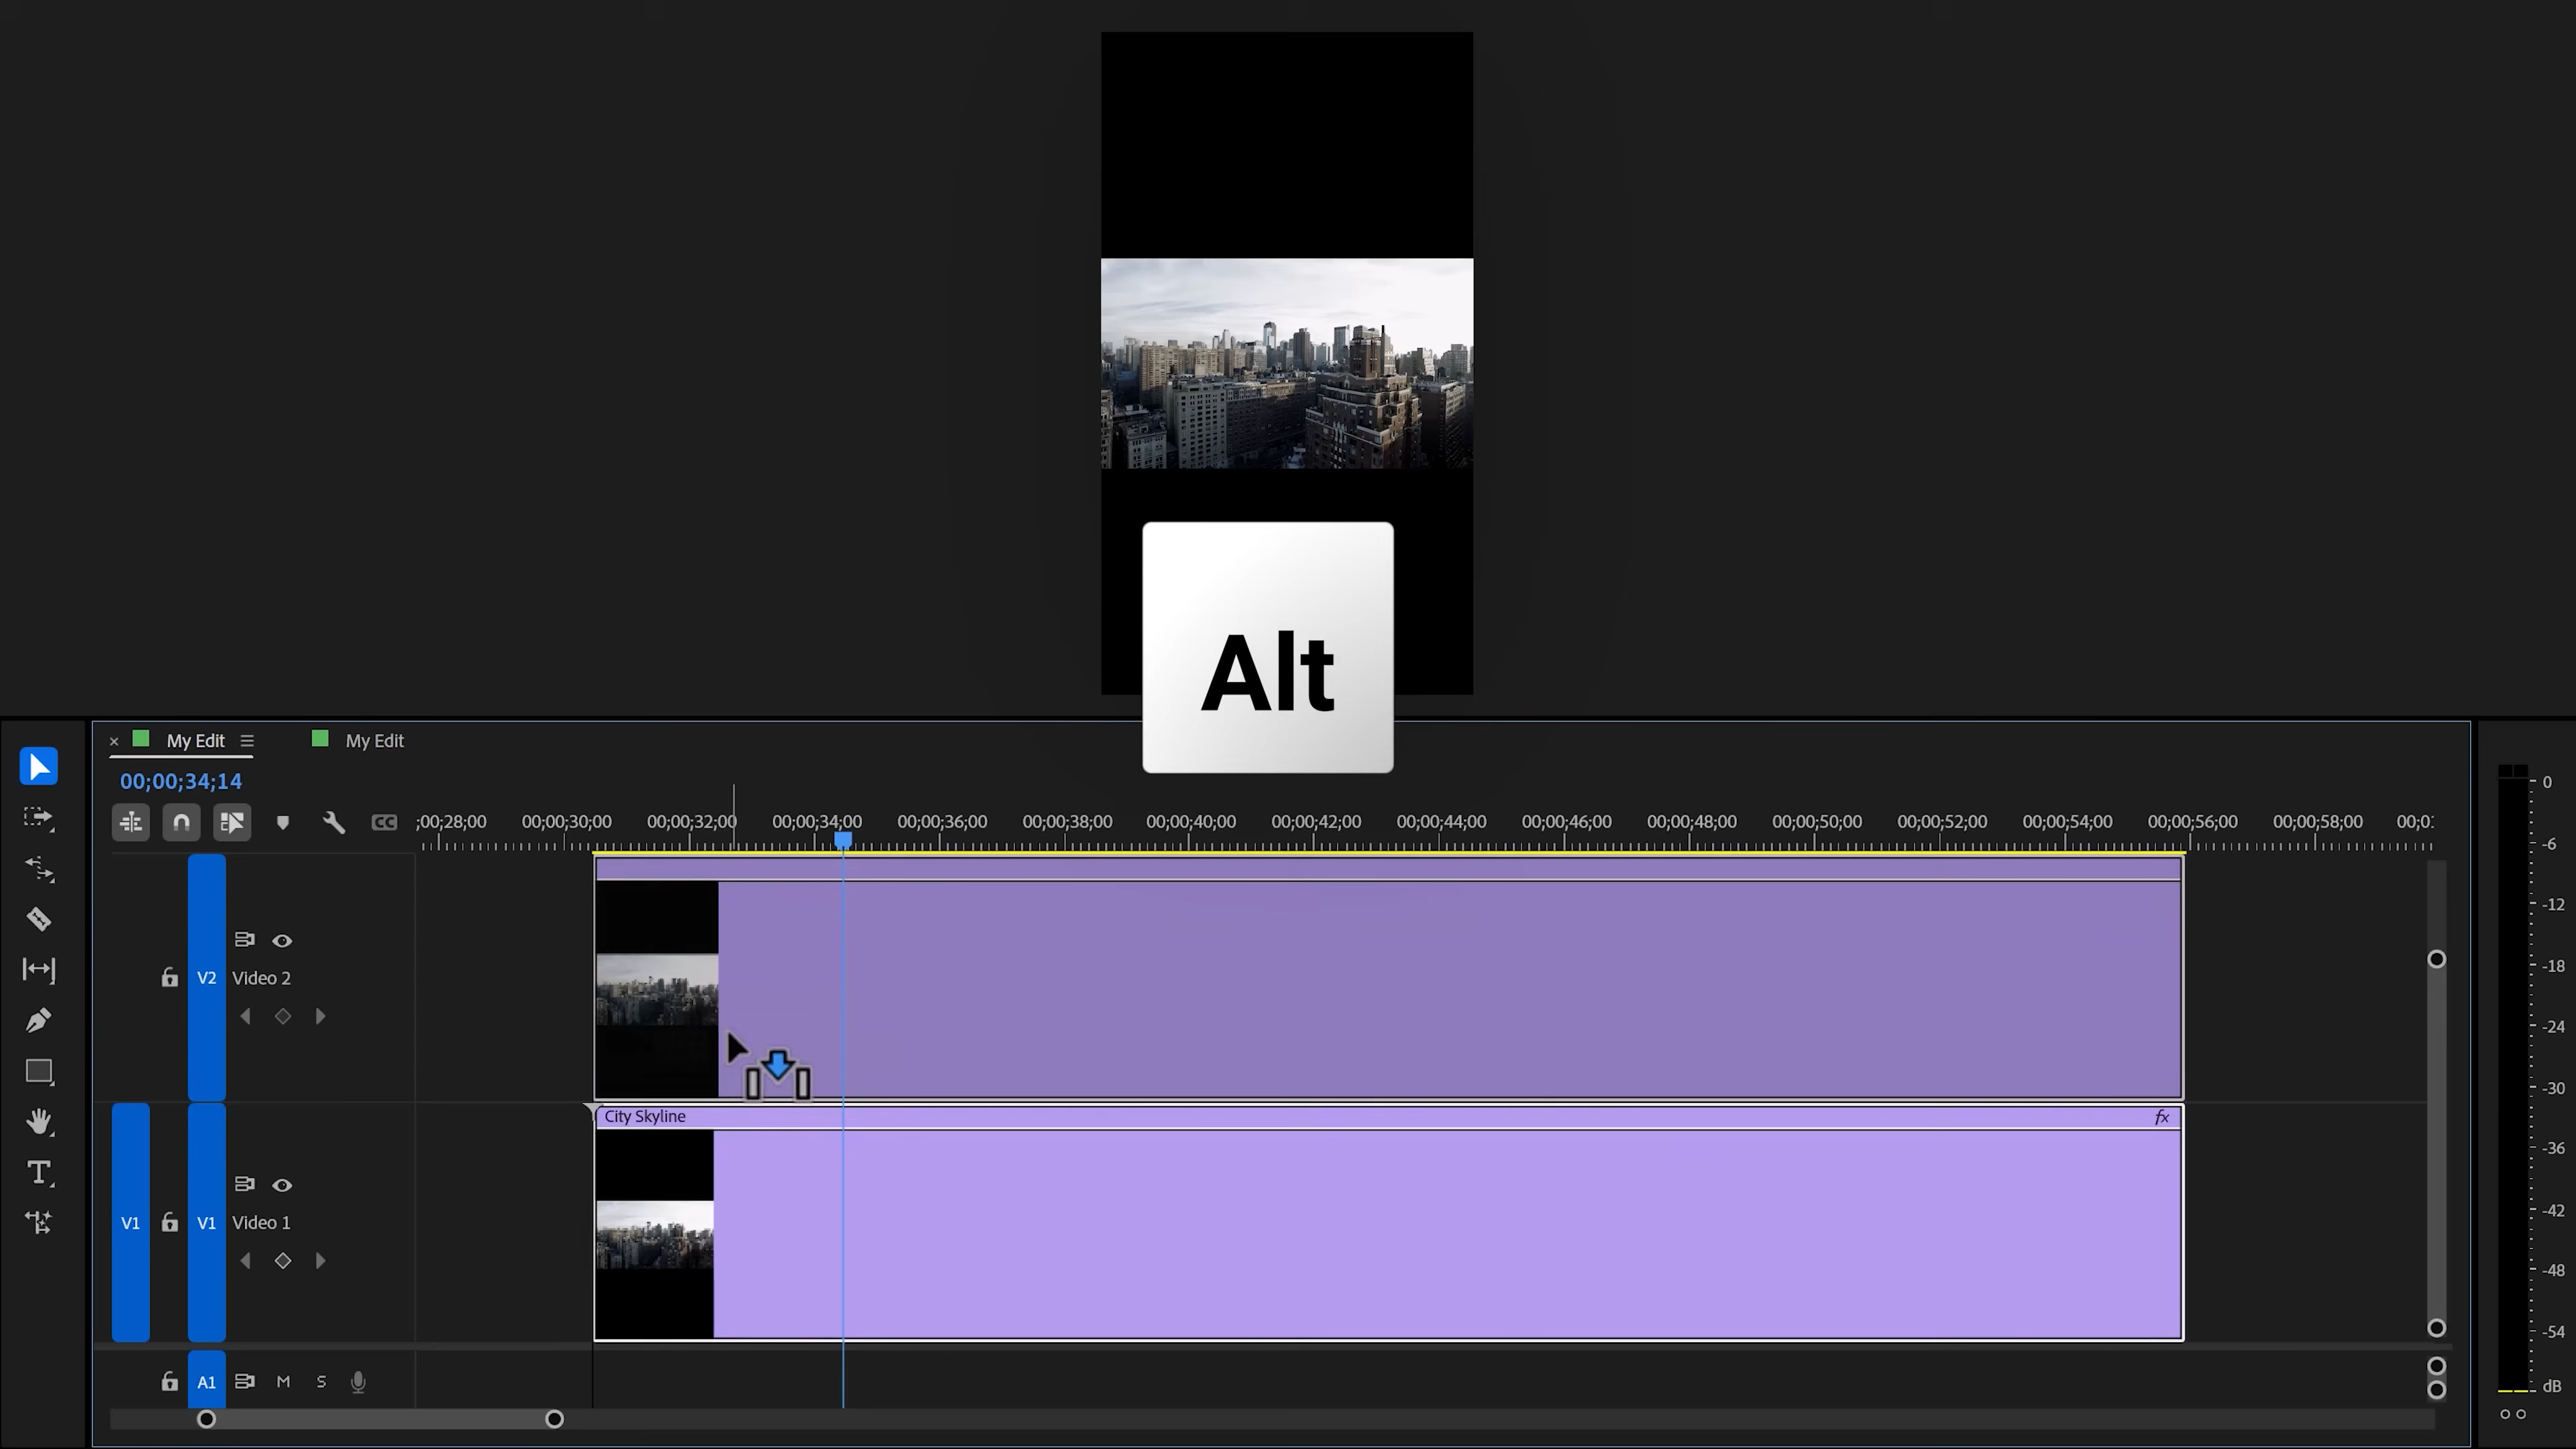 Alt
My Edit
My Edit
00;00;34;14
CC
;00;28;00
00;00;30;00
00;00;32;00
00;00;34;00
00;00;36;00
00;00;38;00
00;00;40;00
00;00;42;00
00;00;44;00
00;00;46;00
00;00;48;00
00;00;50;00
00;00;52;00
00;00;54;00
00;00;56;00
00;00;58;00
00;0
V2
Video 2
City Skyline
fx
V1
V1
Video 1
A1
M
S
T
0
-6
-12
-18
-24
-30
-36
-42
-48
-54
dB